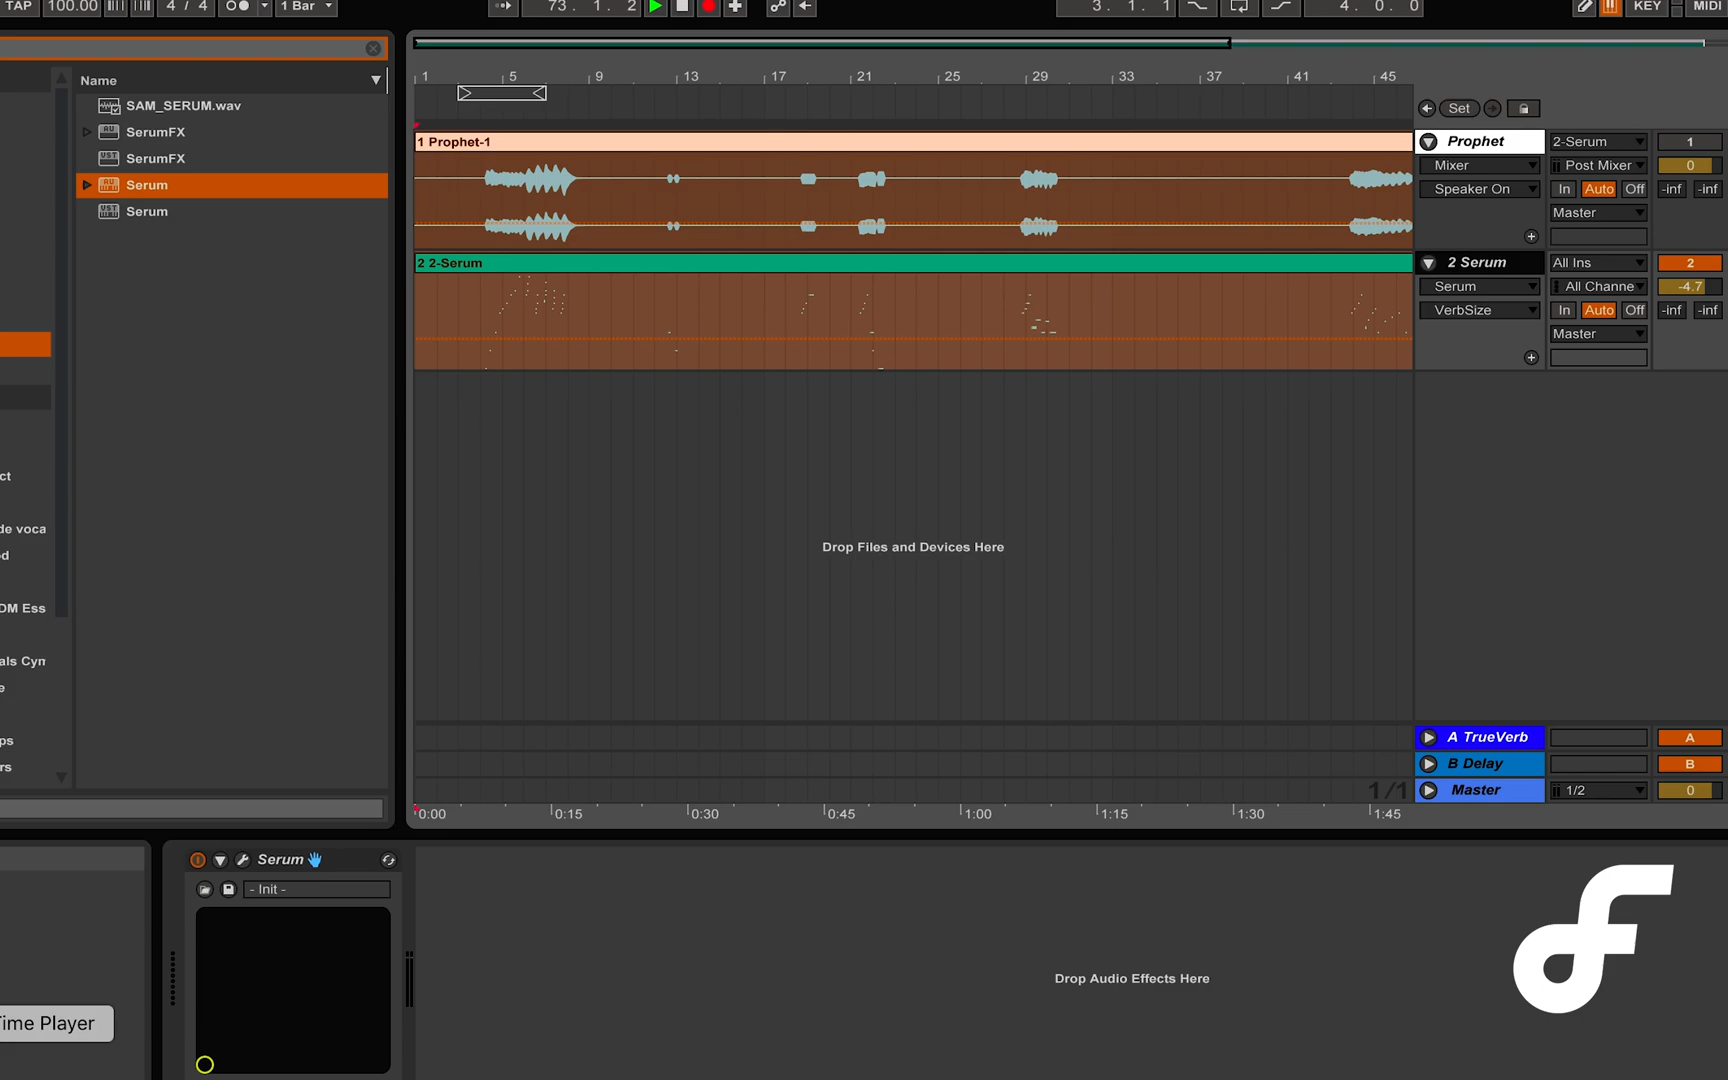 TAP 100.00 4 / 4 1 Bar 73. 1. 2 3. 1. 1 4. 0. 0 KEY MIDI
Name
SAM_SERUM.wav
SerumFX
SerumFX
Serum
Serum
ct
de voca
d
DM Ess
als Cyn
e
ps
rs
1 5 9 13 17 21 25 29 33 37 41 45
Set
1 Prophet-1
Prophet 2-Serum 1
Mixer Post Mixer 0
Speaker On In Auto Off -inf -inf
Master
2 2-Serum
2 Serum All Ins 2
Serum All Channe -4.7
VerbSize In Auto Off -inf -inf
Master
Drop Files and Devices Here
A TrueVerb A
B Delay B
1/1 Master 1/2 0
0:00 0:15 0:30 0:45 1:00 1:15 1:30 1:45
Serum
- Init -
Drop Audio Effects Here
Time Player